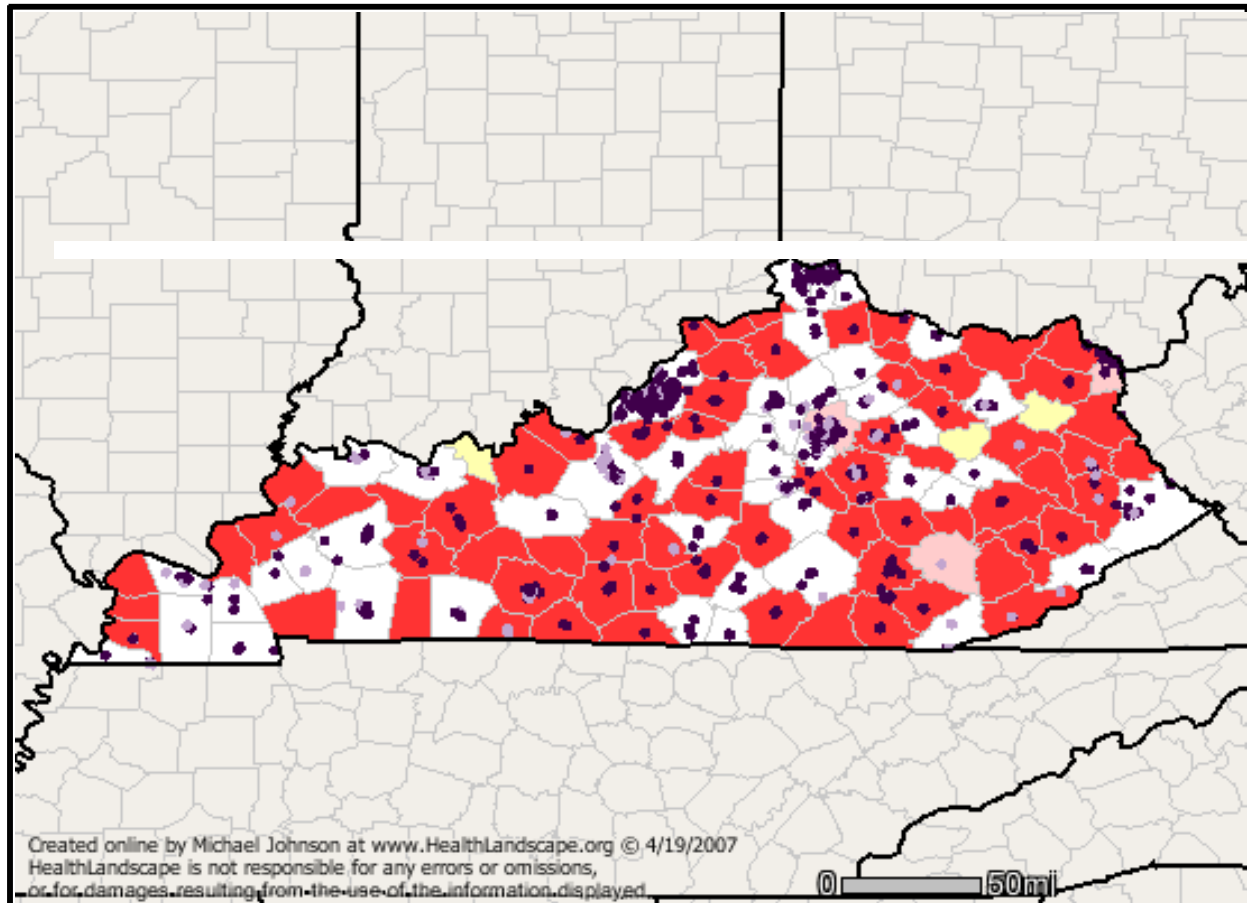 Created online by Michael Johnson at www.HealthLandscape.org © 4/19/2007
HealthLandscape is not responsible for any errors or omissions,
or for damages resulting from the use of the information displayed.
0 50mi